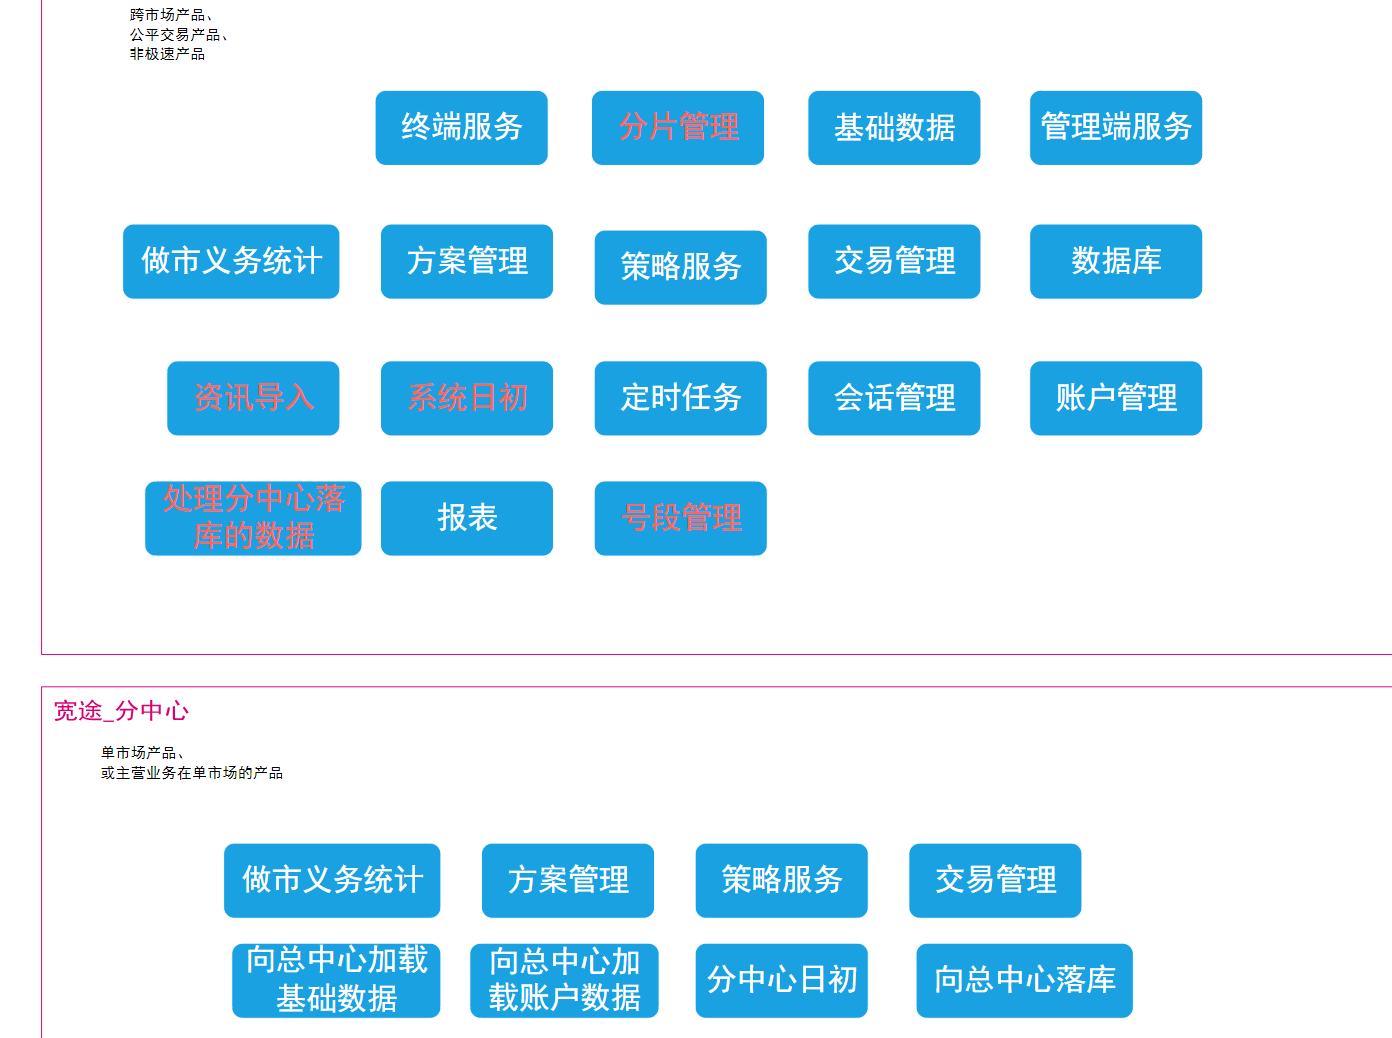 跨市场产品、
公平交易产品、
非极速产品
终端服务
分片管理
基础数据
管理端服务
做市义务统计
方案管理
策略服务
交易管理
数据库
资讯导入
系统日初
定时任务
会话管理
账户管理
处理分中心落
库的数据
报表
号段管理
宽途_分中心
单市场产品、
或主营业务在单市场的产品
做市义务统计
方案管理
策略服务
交易管理
向总中心加载
基础数据
向总中心加
载账户数据
分中心日初
向总中心落库